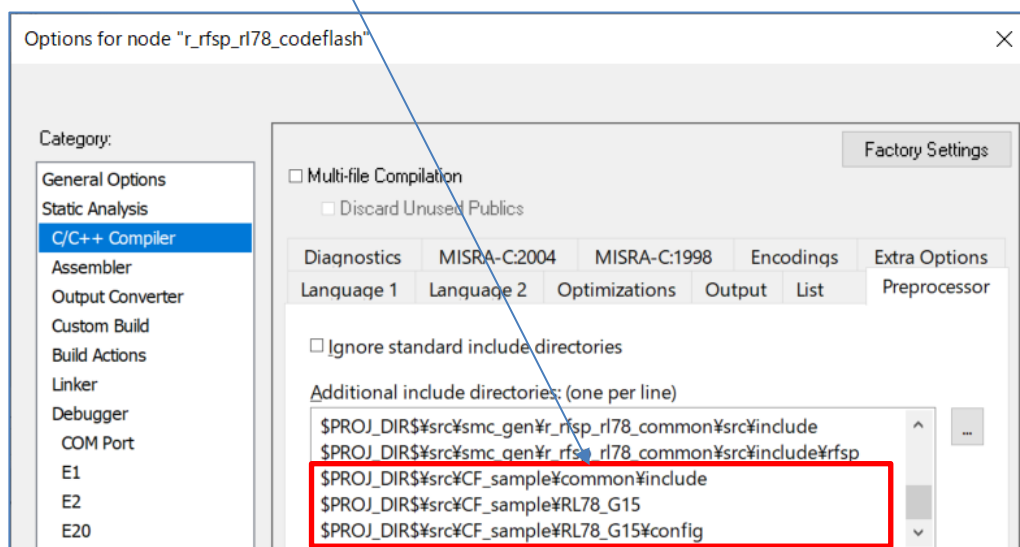 Options for node "r_rfsp_rl78_codeflash"
Category:
General Options
Static Analysis
C/C++ Compiler
Assembler
Output Converter
Custom Build
Build Actions
Linker
Debugger
COM Port
E1
E2
E20
Factory Settings
Multi-file Compilation
Discard Unused Publics
Diagnostics MISRA-C:2004 MISRA-C:1998 Encodings Extra Options
Language 1 Language 2 Optimizations Output List Preprocessor
Ignore standard include directories
Additional include directories: (one per line)
$PROJ_DIR$¥src¥smc_gen¥r_rfsp_rl78_common¥src¥include
$PROJ_DIR$¥src¥smc_gen¥r_rfsp_rl78_common¥src¥include¥rfsp
$PROJ_DIR$¥src¥CF_sample¥common¥include
$PROJ_DIR$¥src¥CF_sample¥RL78_G15
$PROJ_DIR$¥src¥CF_sample¥RL78_G15¥config
...